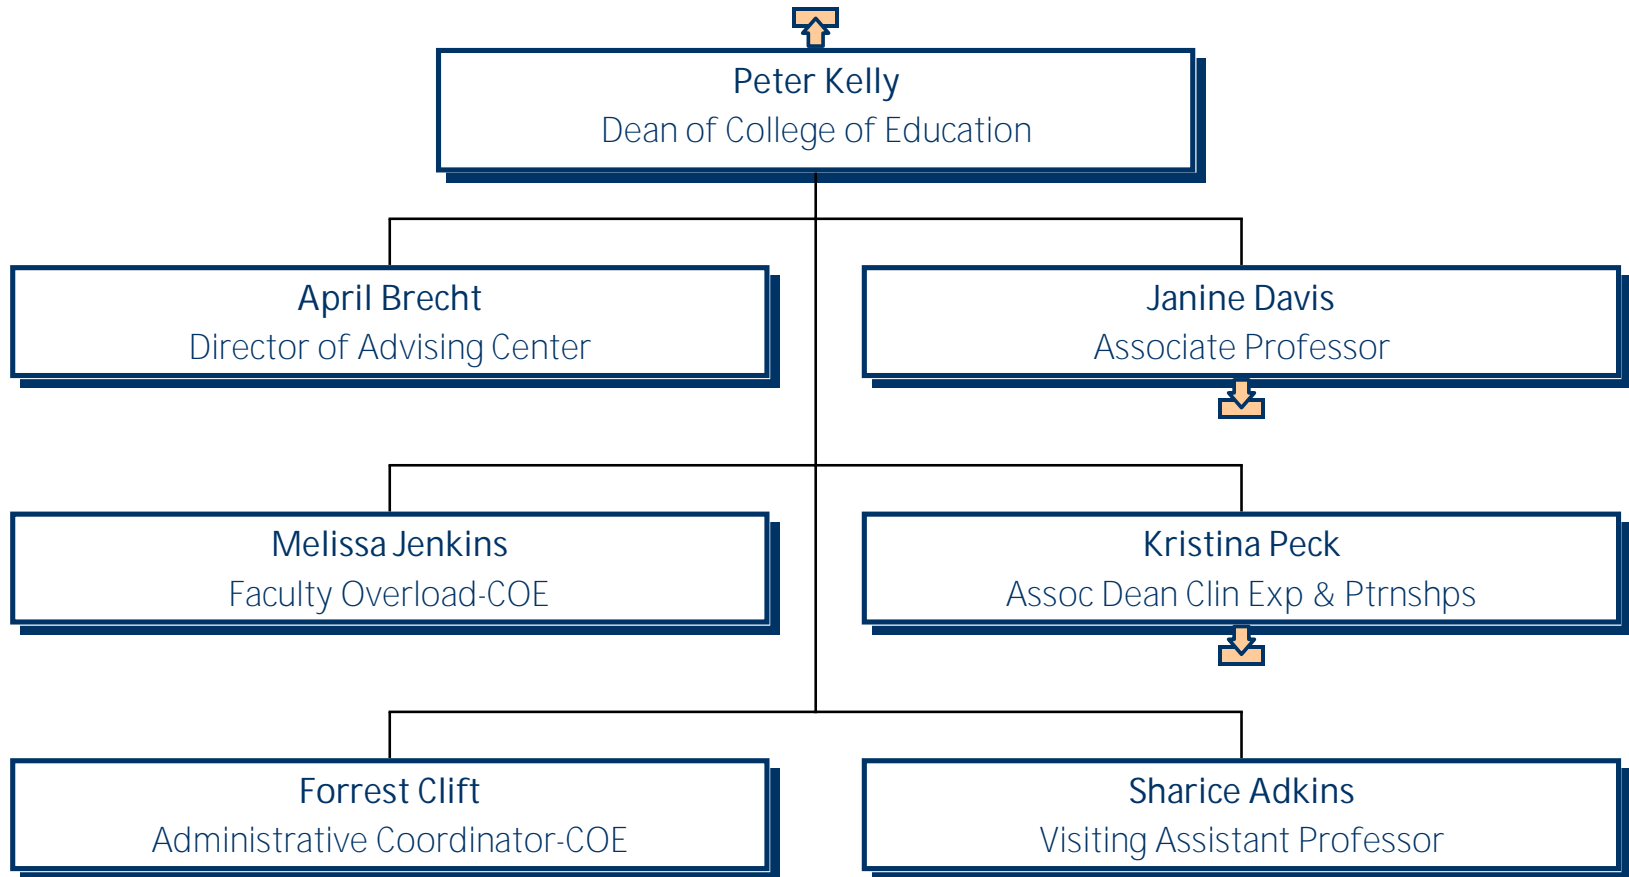 Peter Kelly
Dean of College of Education
April Brecht
Director of Advising Center
Janine Davis
Associate Professor
Melissa Jenkins
Faculty Overload-COE
Kristina Peck
Assoc Dean Clin Exp & Ptrnshps
Forrest Clift
Administrative Coordinator-COE
Sharice Adkins
Visiting Assistant Professor